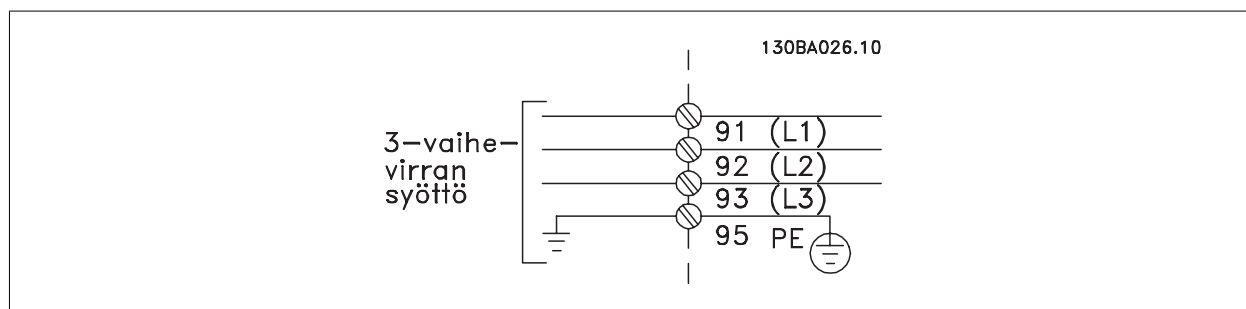 130BA026.10
3-vaihe-
virran
syöttö
91 (L1)
92 (L2)
93 (L3)
95 PE